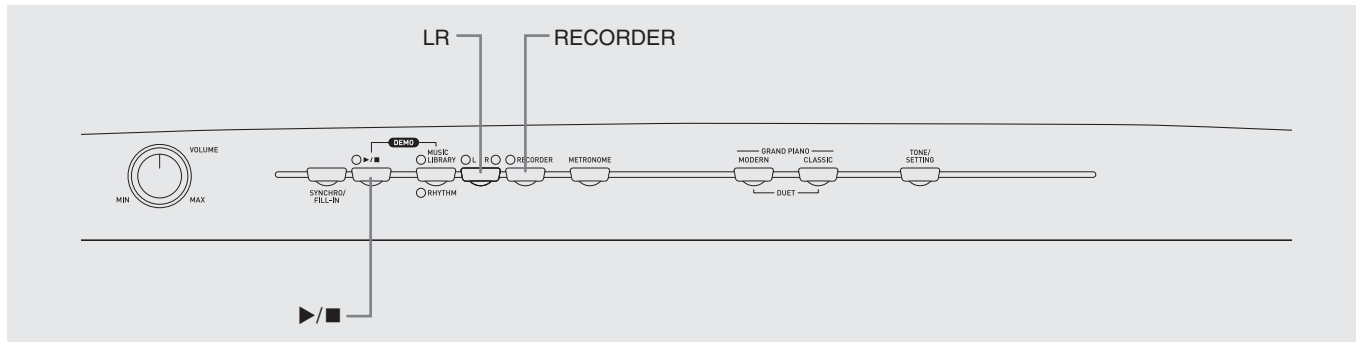 LR RECORDER
VOLUME
MIN MAX
DEMO
▶/■
MUSIC
LIBRARY
L R
RECORDER
METRONOME
GRAND PIANO
MODERN CLASSIC
TONE/
SETTING
SYNCHRO/
FILL-IN
RHYTHM
DUET
▶/■